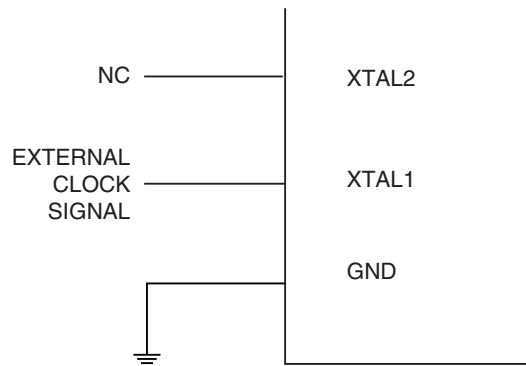 NC
XTAL2
EXTERNAL
CLOCK
SIGNAL
XTAL1
GND